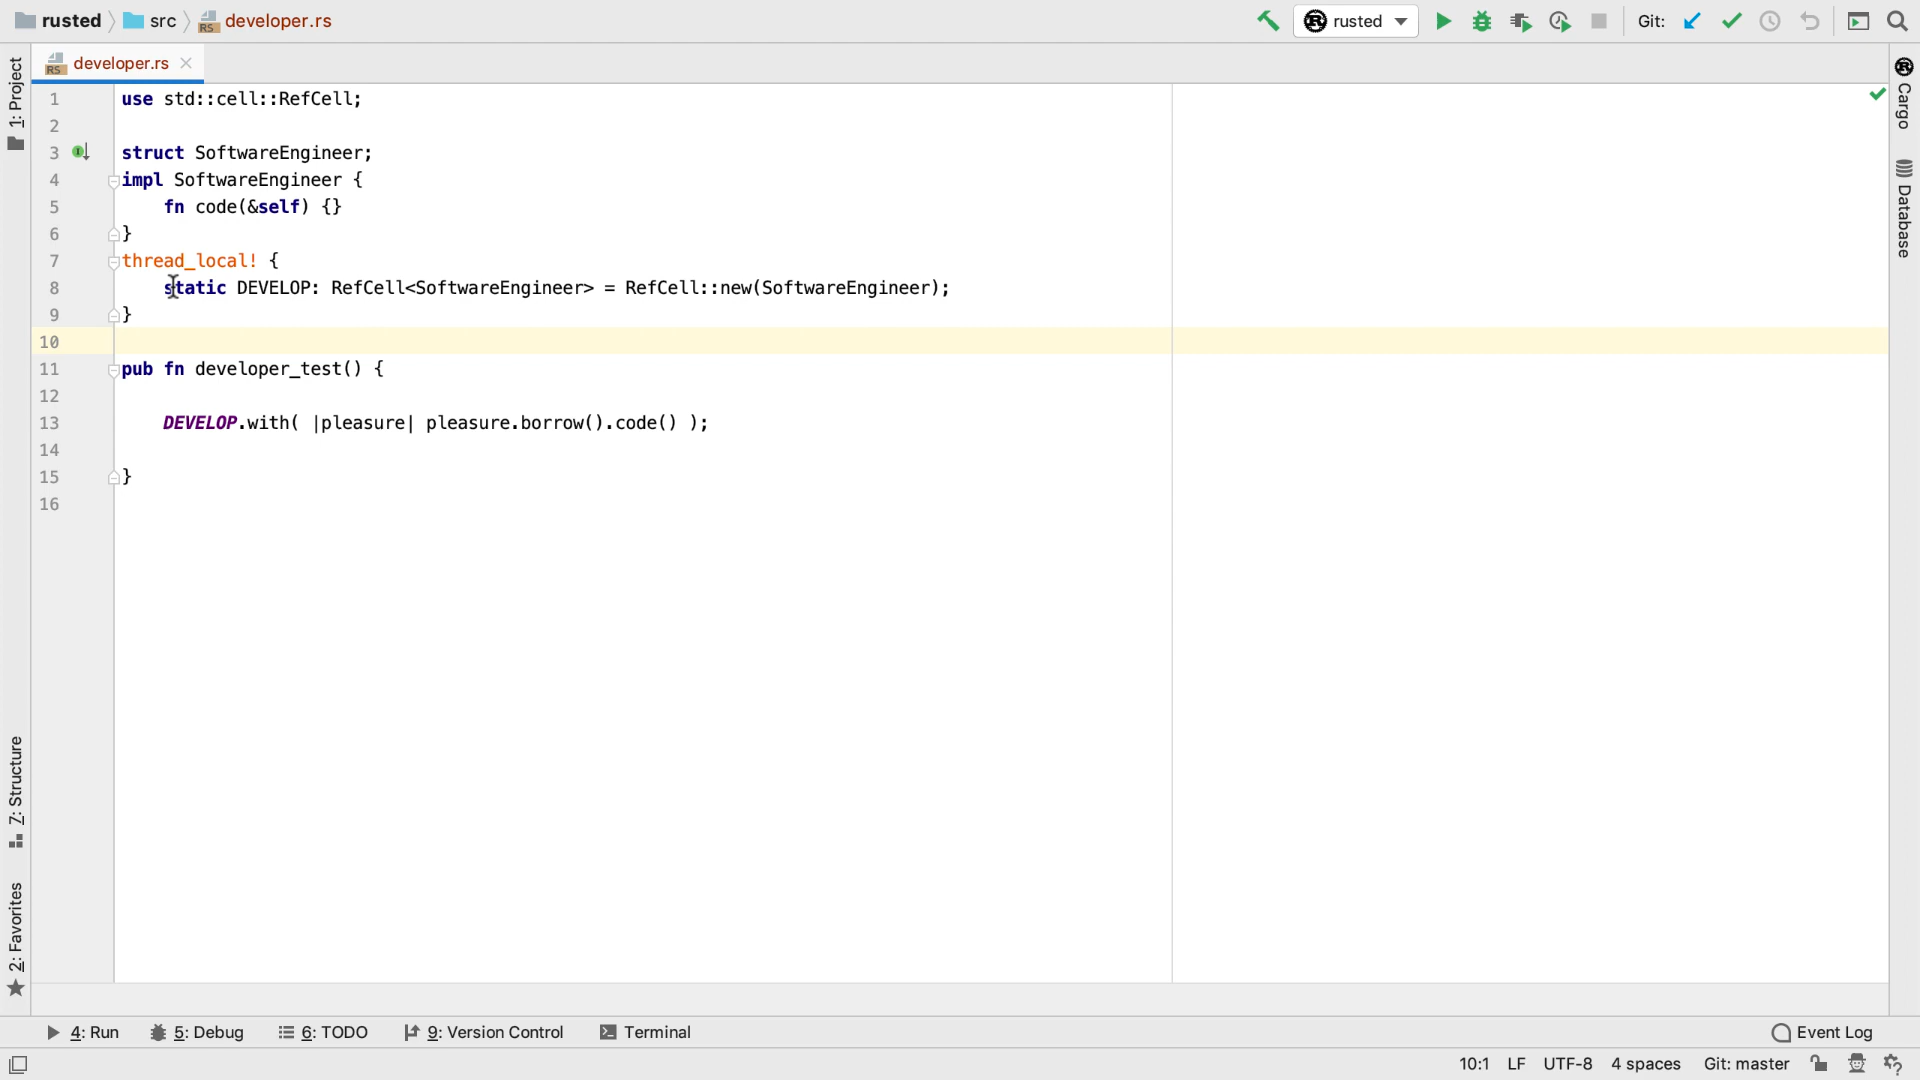 rusted src developer.rs rusted Git:
developer.rs
1: Project
Cargo
Database
7: Structure
2: Favorites
1 use std::cell::RefCell;
2
3 struct SoftwareEngineer;
4 impl SoftwareEngineer {
5     fn code(&self) {}
6 }
7 thread_local! {
8     static DEVELOP: RefCell<SoftwareEngineer> = RefCell::new(SoftwareEngineer);
9 }
10
11 pub fn developer_test() {
12
13     DEVELOP.with( |pleasure| pleasure.borrow().code() );
14
15 }
16
4: Run 5: Debug 6: TODO 9: Version Control Terminal Event Log
10:1 LF UTF-8 4 spaces Git: master